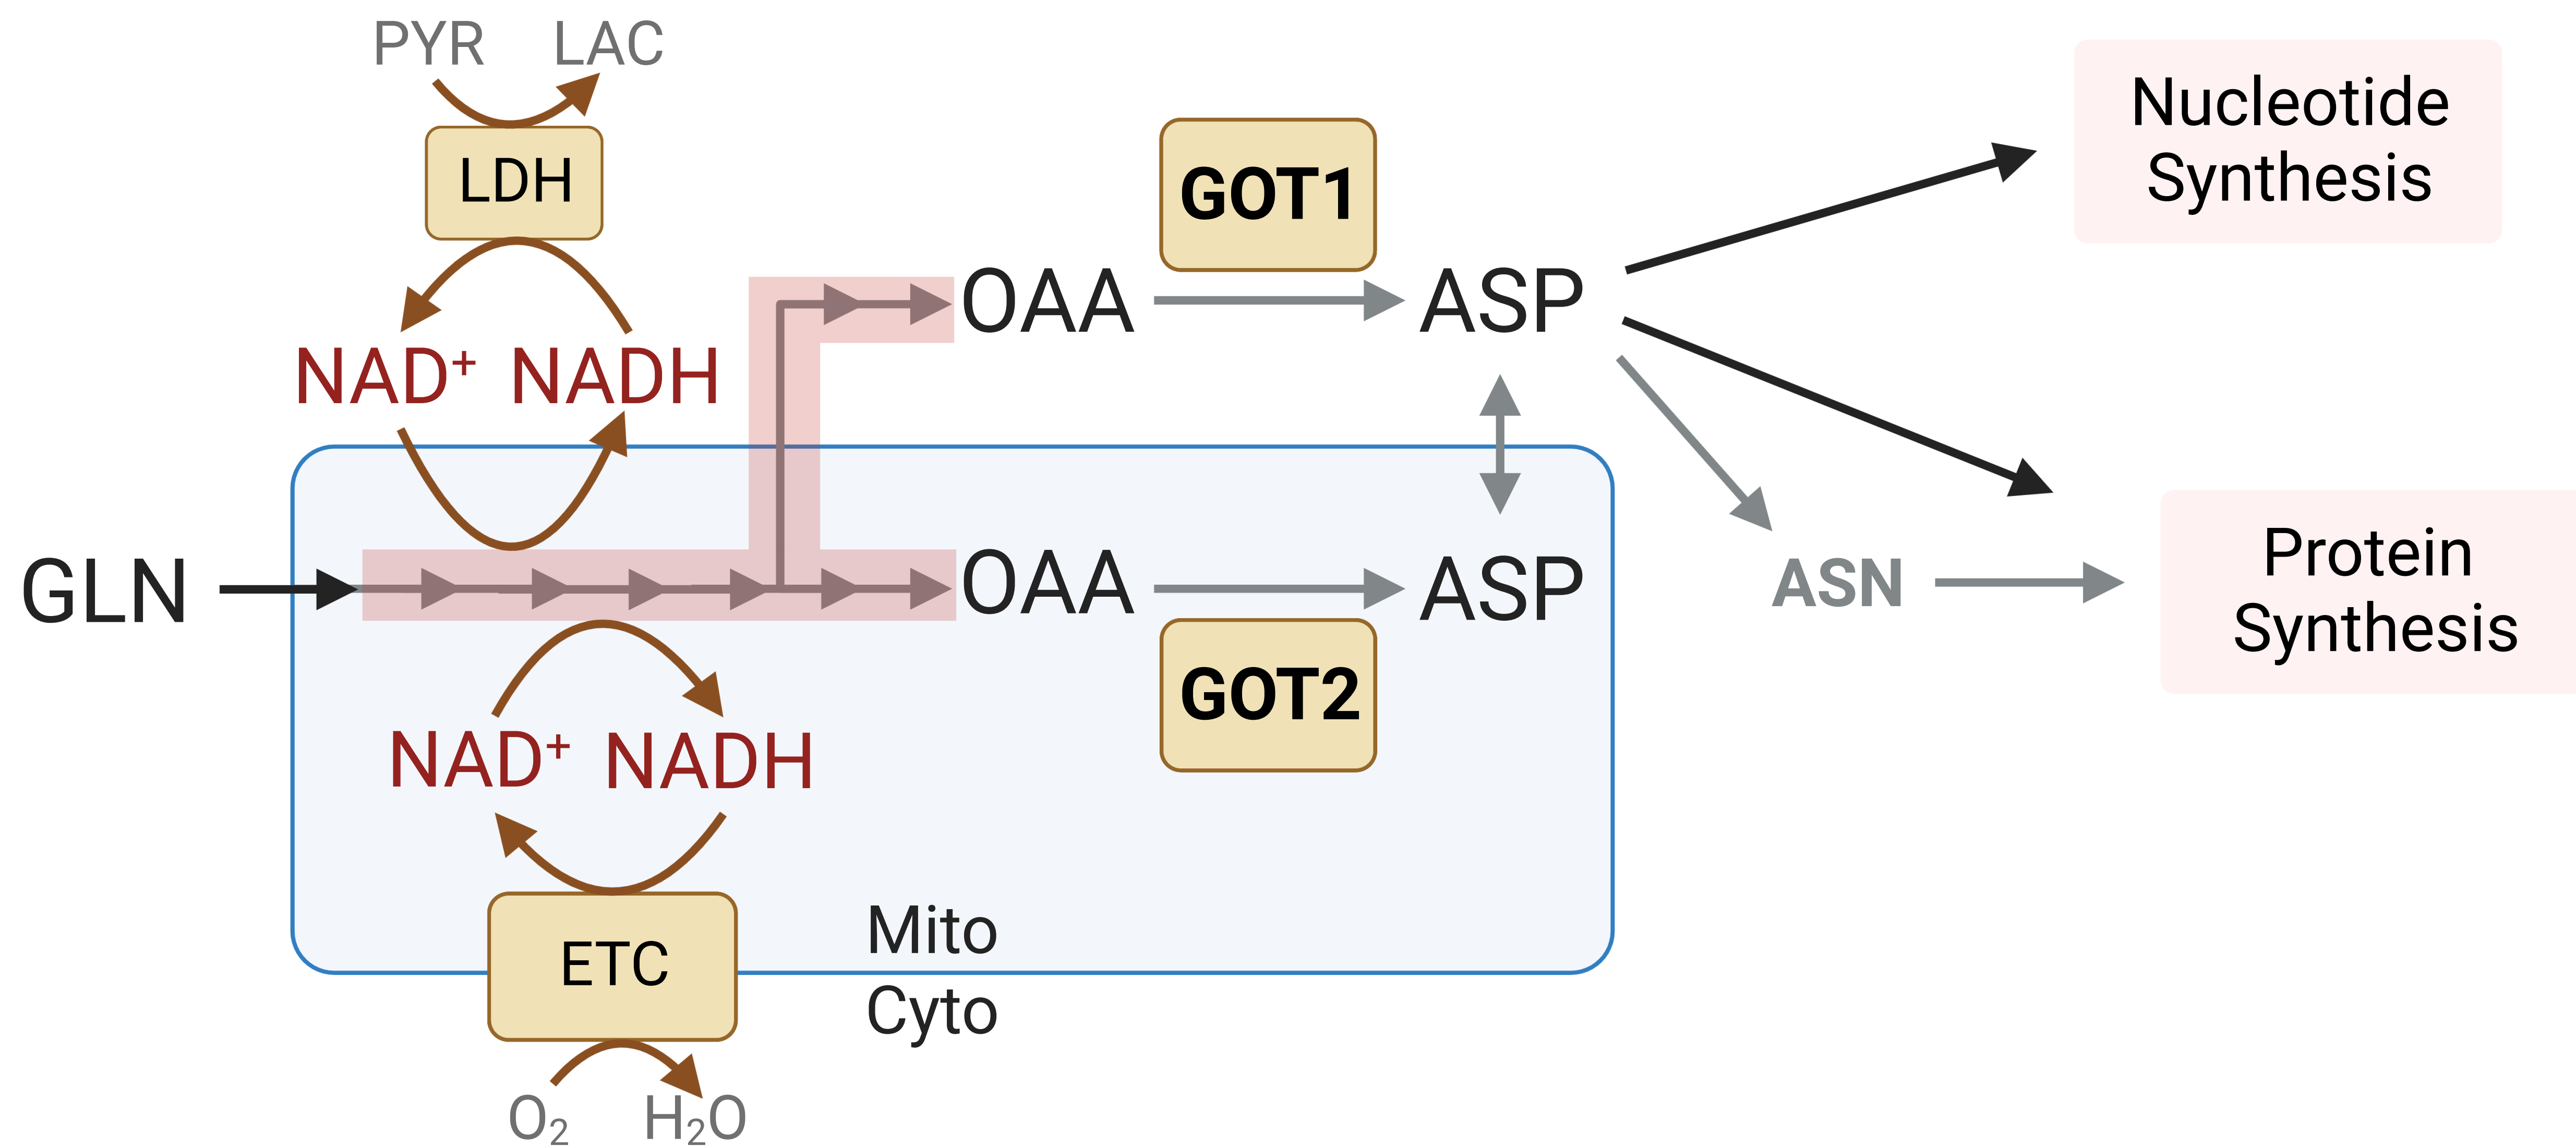 PYR LAC
LDH
NAD⁺ NADH
GOT1
OAA ASP
Nucleotide
Synthesis
GLN
OAA ASP
GOT2
ASN
Protein
Synthesis
NAD⁺ NADH
ETC
Mito
Cyto
O₂ H₂O